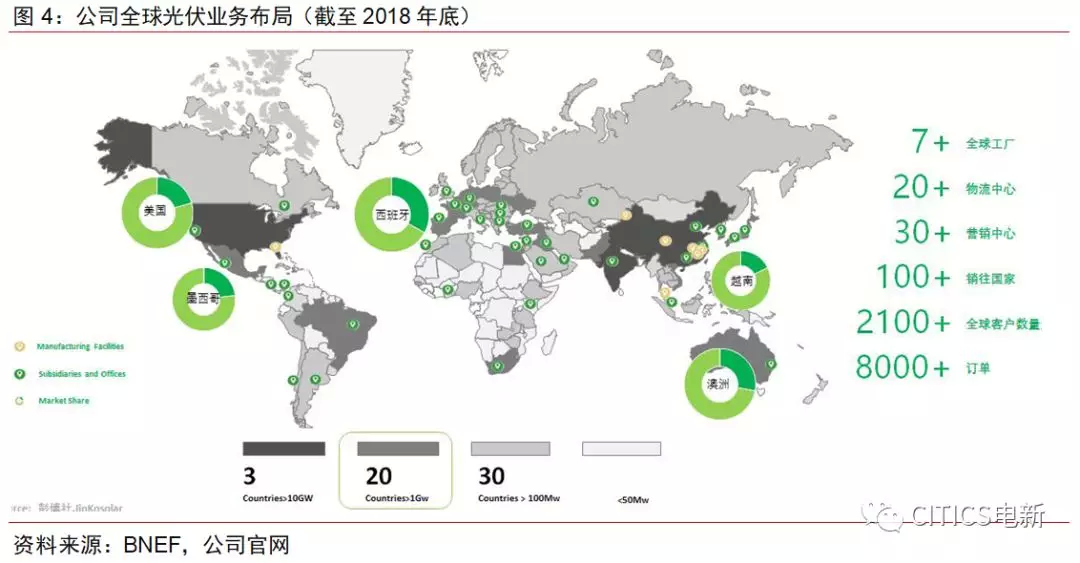 图 4：公司全球光伏业务布局（截至 2018 年底）
美国
西班牙
墨西哥
越南
澳洲
7+ 全球工厂
20+ 物流中心
30+ 营销中心
100+ 销往国家
2100+ 全球客户数量
8000+ 订单
Manufacturing Facilities
Subsidiaries and Offices
Market Share
3
Countries>10GW
20
Countries>1Gw
30
Countries > 100Mw
<50Mw
CITICS电新
资料来源：BNEF，公司官网